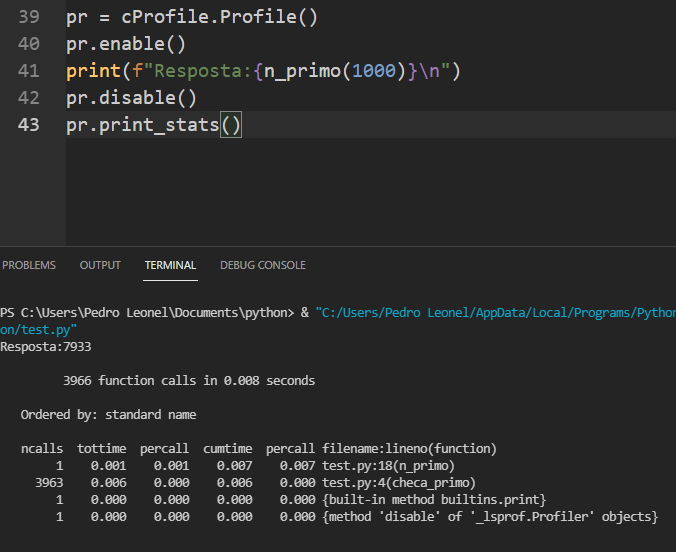 39 pr = cProfile.Profile()
40 pr.enable()
41 print(f"Resposta:{n_primo(1000)}\n")
42 pr.disable()
43 pr.print_stats()
PROBLEMS OUTPUT TERMINAL DEBUG CONSOLE
PS C:\Users\Pedro Leonel\Documents\python> & "C:/Users/Pedro Leonel/AppData/Local/Programs/Python
on/test.py"
Resposta:7933
3966 function calls in 0.008 seconds
Ordered by: standard name
ncalls tottime percall cumtime percall filename:lineno(function)
1 0.001 0.001 0.007 0.007 test.py:18(n_primo)
3963 0.006 0.000 0.006 0.000 test.py:4(checa_primo)
1 0.000 0.000 0.000 0.000 {built-in method builtins.print}
1 0.000 0.000 0.000 0.000 {method 'disable' of '_lsprof.Profiler' objects}